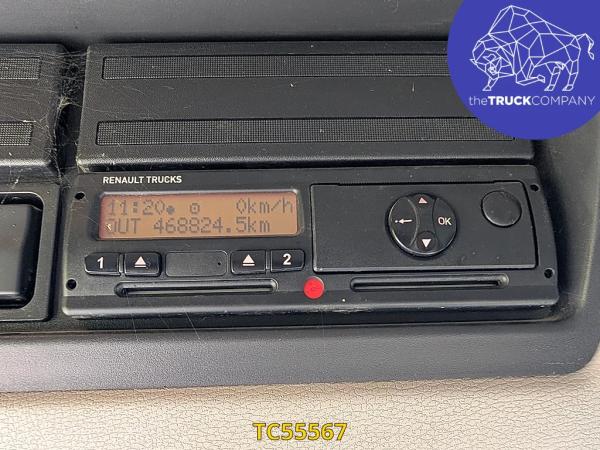 theTRUCKCOMPANY
RENAULT TRUCKS
11:20 0km/h
OUT 468824.5km
1 2
OK
TC55567